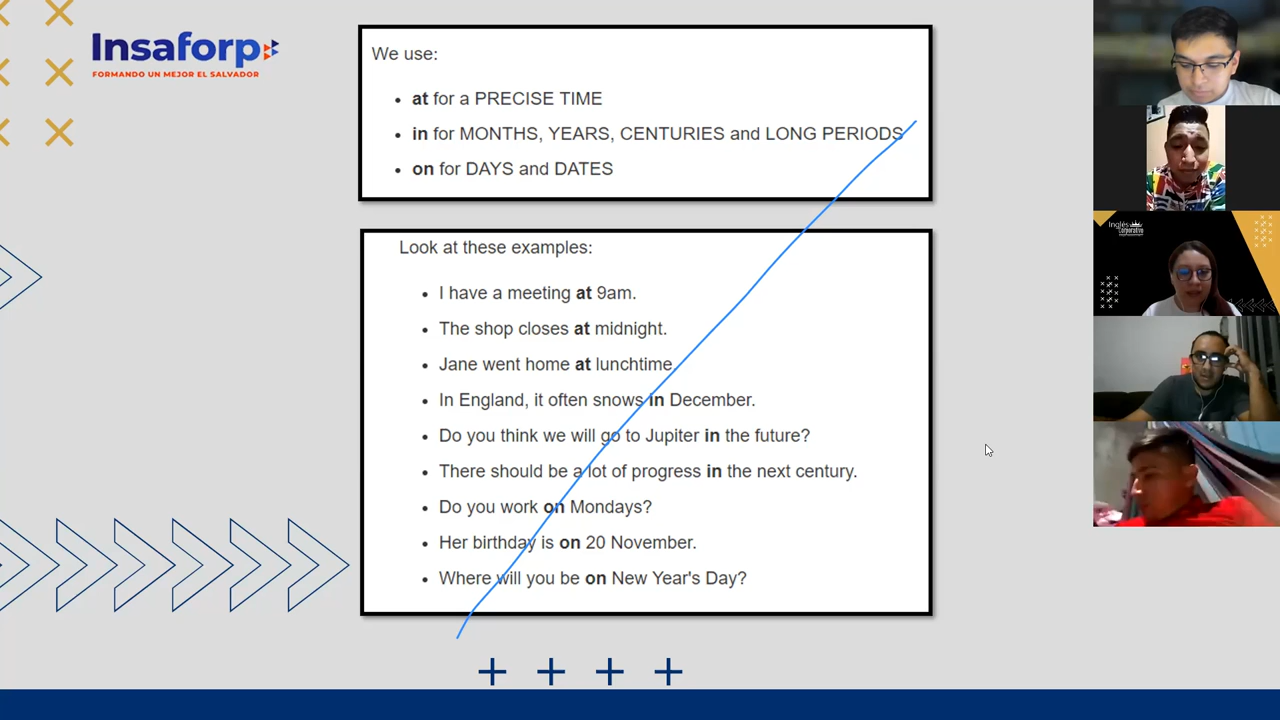 Insaforp
FORMANDO UN MEJOR EL SALVADOR
We use:
• at for a PRECISE TIME
• in for MONTHS, YEARS, CENTURIES and LONG PERIODS
• on for DAYS and DATES
Look at these examples:
• I have a meeting at 9am.
• The shop closes at midnight.
• Jane went home at lunchtime.
• In England, it often snows in December.
• Do you think we will go to Jupiter in the future?
• There should be a lot of progress in the next century.
• Do you work on Mondays?
• Her birthday is on 20 November.
• Where will you be on New Year's Day?
Inglés
Corporativo